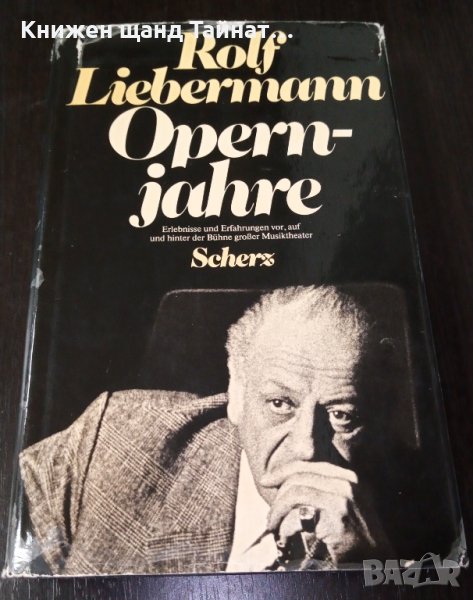 Книжен щанд Тайнат...
Rolf
Liebermann
Opern-
jahre
Erlebnisse und Erfahrungen vor, auf
und hinter der Bühne großer Musiktheater
Scherz
BAZAR